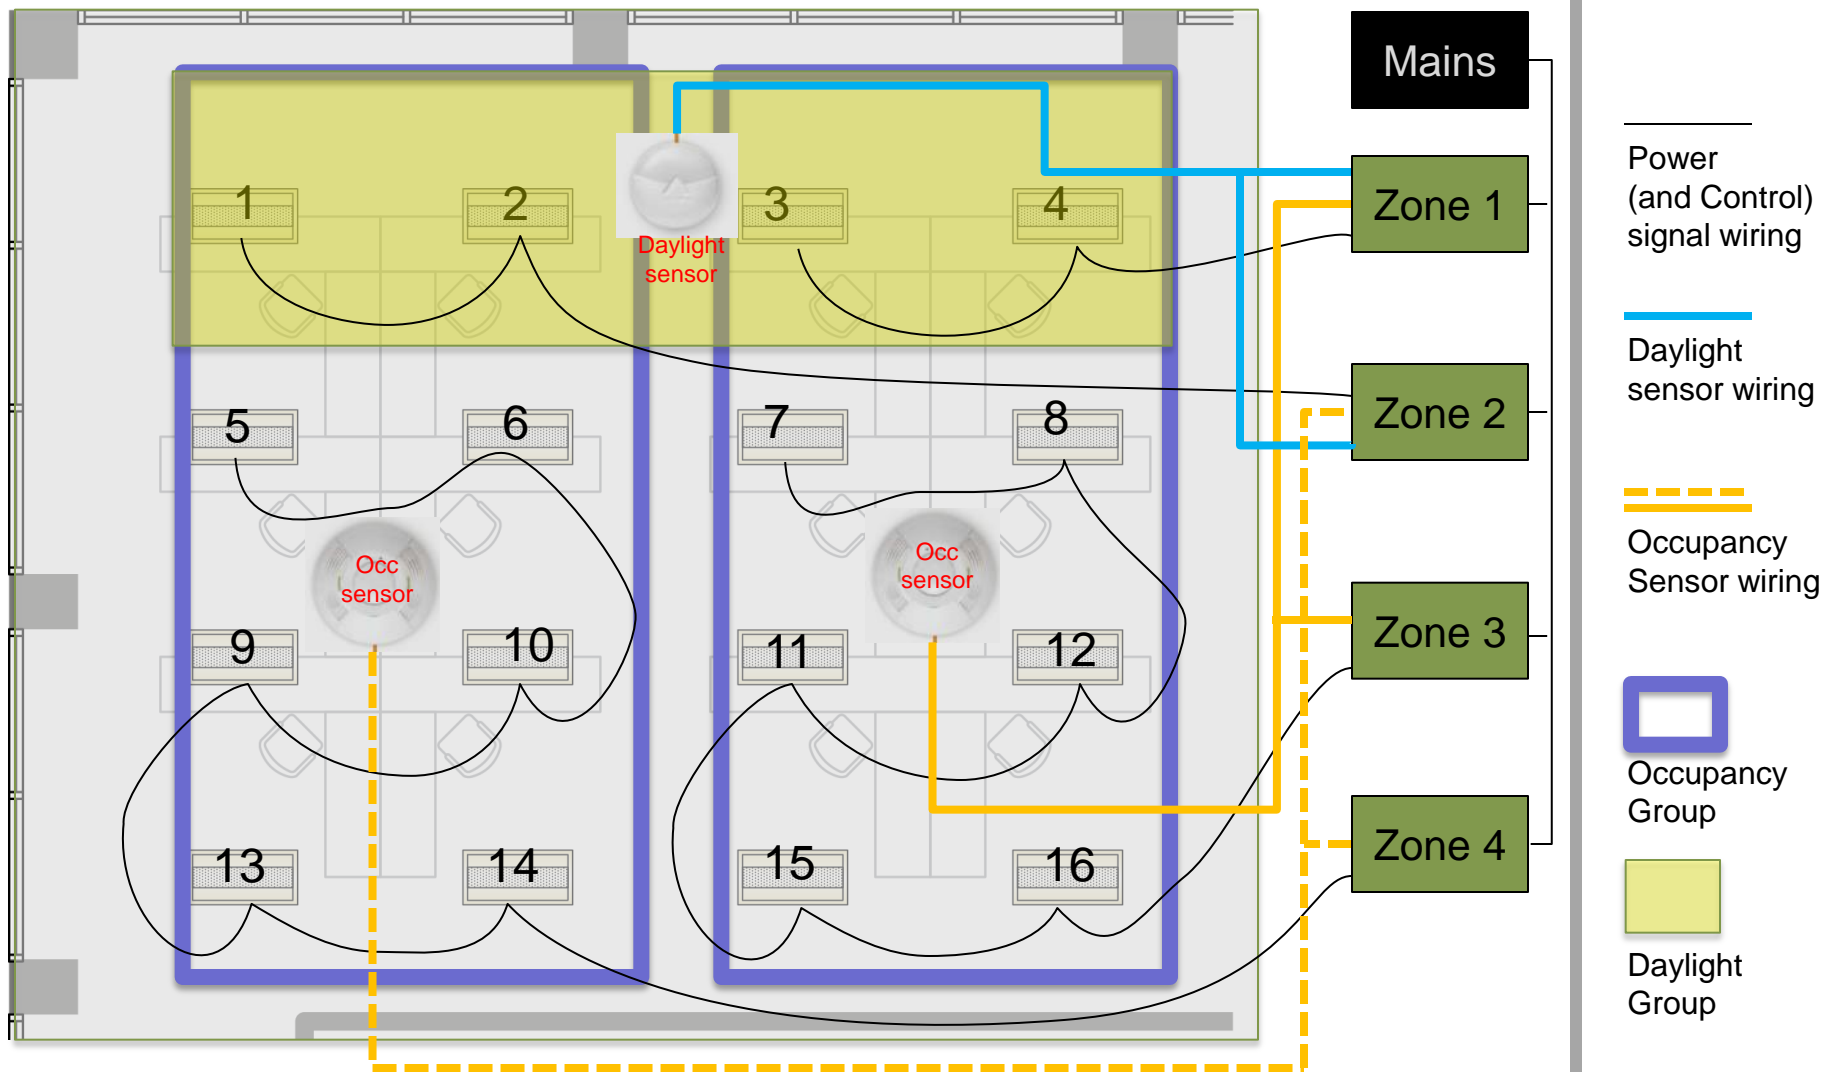 Mains
1
2
3
4
Daylight
sensor
Zone 1
5
6
7
8
Zone 2
Occ
sensor
Occ
sensor
9
10
11
12
Zone 3
13
14
15
16
Zone 4
Power
(and Control)
signal wiring
Daylight
sensor wiring
Occupancy
Sensor wiring
Occupancy
Group
Daylight
Group